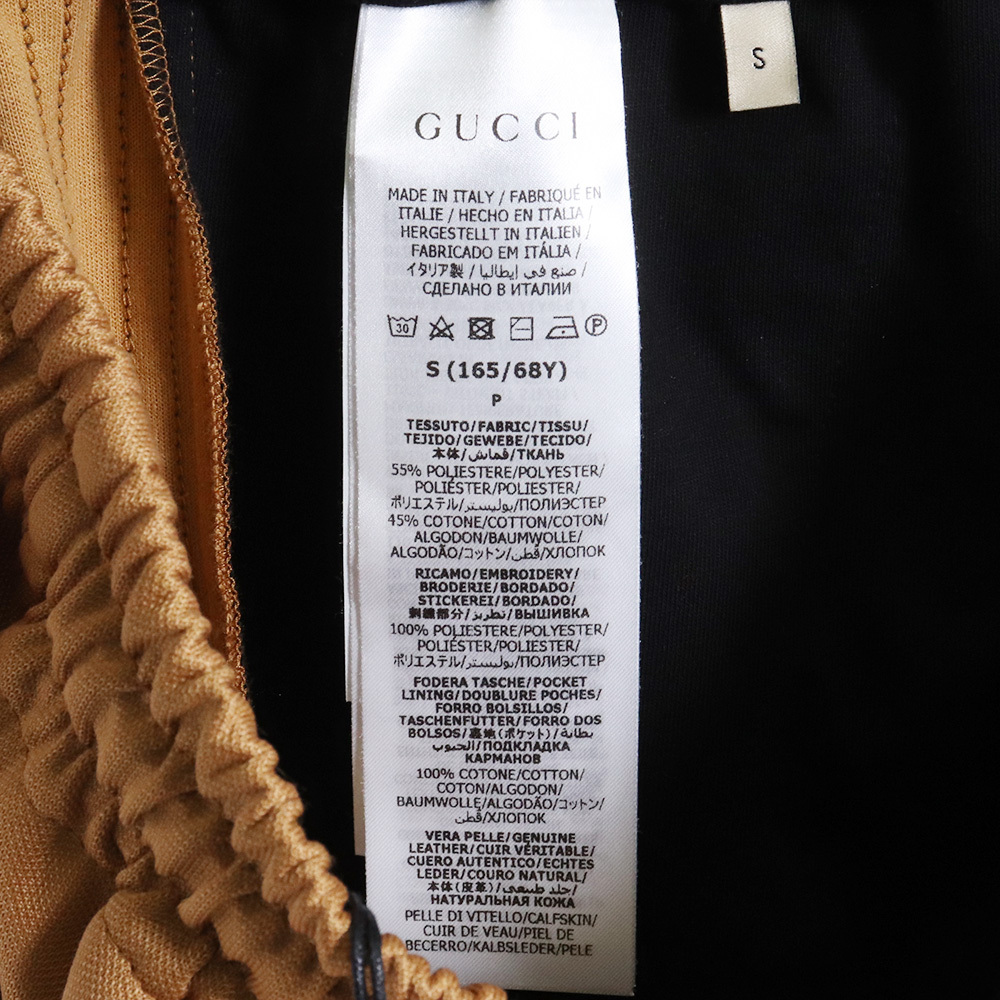 S
GUCCI
MADE IN ITALY / FABRIQUÉ EN
ITALIE / HECHO EN ITALIA /
HERGESTELLT IN ITALIEN /
FABRICADO EM ITÁLIA /
イタリア製 / صنع في إيطاليا /
СДЕЛАНО В ИТАЛИИ
30 P
S (165/68Y)
P
TESSUTO/FABRIC/TISSU/
TEJIDO/GEWEBE/TECIDO/
本体/قماش/ТКАНЬ
55% POLIESTERE/POLYESTER/
POLIÉSTER/POLIESTER/
ポリエステル/بوليستر/ПОЛИЭСТЕР
45% COTONE/COTTON/COTON/
ALGODON/BAUMWOLLE/
ALGODÃO/コットン/قطن/ХЛОПОК
RICAMO/EMBROIDERY/
BRODERIE/BORDADO/
STICKEREI/BORDADO/
刺繍部分/تطريز/ВЫШИВКА
100% POLIESTERE/POLYESTER/
POLIÉSTER/POLIESTER/
ポリエステル/بوليستر/ПОЛИЭСТЕР
FODERA TASCHE/POCKET
LINING/DOUBLURE POCHES/
FORRO BOLSILLOS/
TASCHENFUTTER/FORRO DOS
BOLSOS/裏地(ポケット)/بطانة
الجيوب/ПОДКЛАДКА
КАРМАНОВ
100% COTONE/COTTON/
COTON/ALGODON/
BAUMWOLLE/ALGODÃO/コットン/
قطن/ХЛОПОК
VERA PELLE/GENUINE
LEATHER/CUIR VÉRITABLE/
CUERO AUTENTICO/ECHTES
LEDER/COURO NATURAL/
本体(皮革)/جلد طبيعي/
НАТУРАЛЬНАЯ КОЖА
PELLE DI VITELLO/CALFSKIN/
CUIR DE VEAU/PIEL DE
BECERRO/KALBSLEDER/PELE